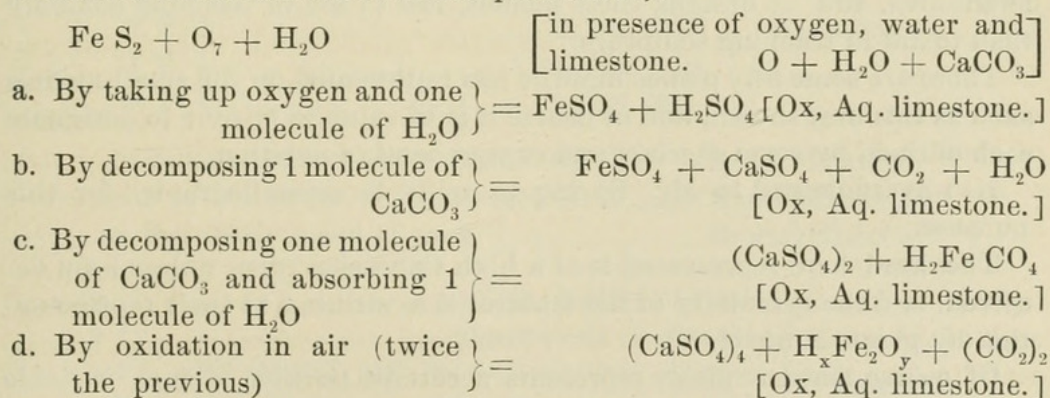 Fe S₂ + O₇ + H₂O [in presence of oxygen, water and]
[limestone. O + H₂O + CaCO₃]
a. By taking up oxygen and one
molecule of H₂O } = FeSO₄ + H₂SO₄ [Ox, Aq. limestone.]
b. By decomposing 1 molecule of
CaCO₃ } = FeSO₄ + CaSO₄ + CO₂ + H₂O
[Ox, Aq. limestone.]
c. By decomposing one molecule
of CaCO₃ and absorbing 1
molecule of H₂O } = (CaSO₄)₂ + H₂Fe CO₄
[Ox, Aq. limestone.]
d. By oxidation in air (twice
the previous) } = (CaSO₄)₄ + HₓFe₂Oᵧ + (CO₂)₂
[Ox, Aq. limestone.]